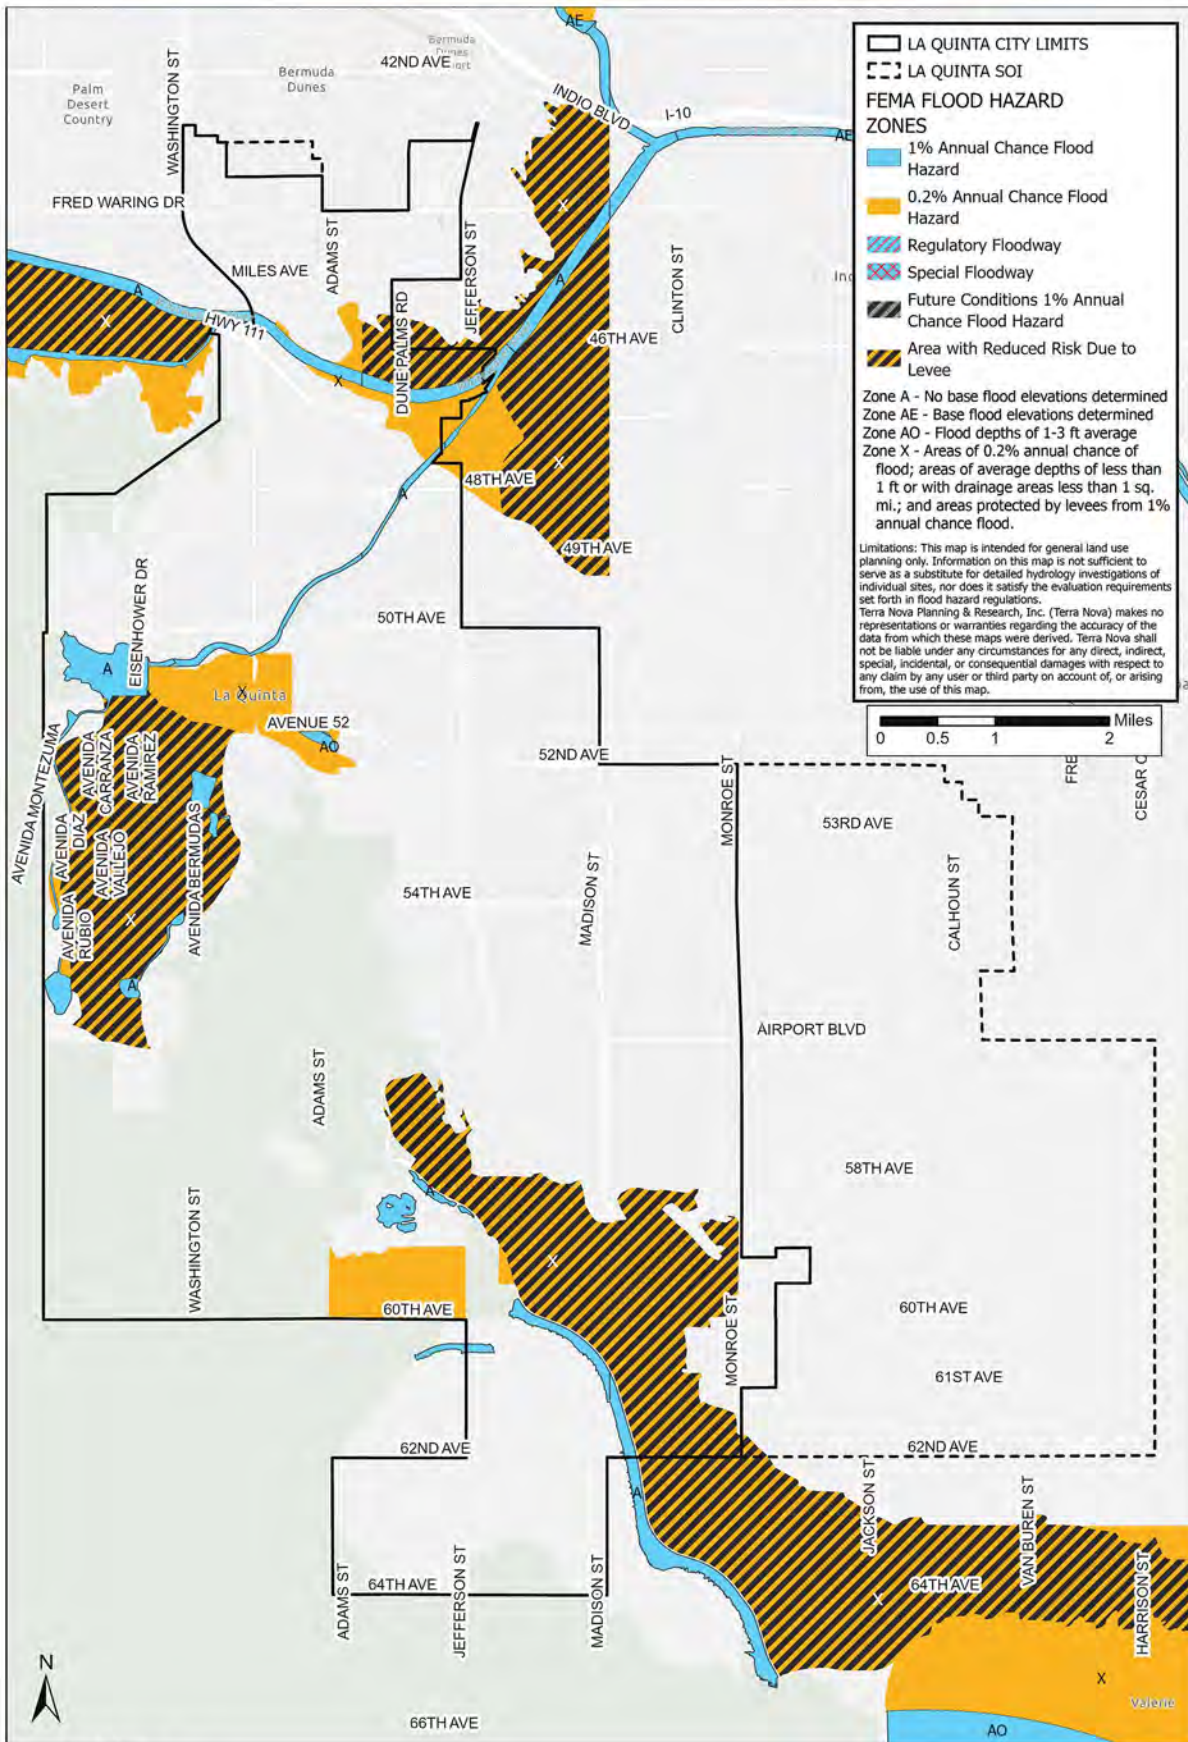 AE
Bermuda
Dunes
42ND AVE
Bermuda
Dunes
Palm
Desert
Country
WASHINGTON ST
INDIO BLVD
I-10
AE
FRED WARING DR
X
ADAMS ST
JEFFERSON ST
CLINTON ST
MILES AVE
A
A
X
HWY 111
DUNE PALMS RD
46TH AVE
X
X
48TH AVE
A
49TH AVE
50TH AVE
EISENHOWER DR
A
La Quinta
X
AVENUE 52
AO
52ND AVE
AVENIDA MONTEZUMA
AVENIDA
CARRANZA
AVENIDA
RAMIREZ
MONROE ST
FRE
CESAR C
53RD AVE
AVENIDA
DIAZ
AVENIDA
VALLEJO
AVENIDA BERMUDAS
54TH AVE
MADISON ST
CALHOUN ST
AVENIDA
RUBIO
X
A
AIRPORT BLVD
ADAMS ST
58TH AVE
A
WASHINGTON ST
X
60TH AVE
60TH AVE
MONROE ST
61ST AVE
62ND AVE
62ND AVE
A
JACKSON ST
VAN BUREN ST
64TH AVE
64TH AVE
X
HARRISON ST
ADAMS ST
JEFFERSON ST
MADISON ST
N
X
Valerie
66TH AVE
AO
LA QUINTA CITY LIMITS
LA QUINTA SOI
FEMA FLOOD HAZARD
ZONES
1% Annual Chance Flood
Hazard
0.2% Annual Chance Flood
Hazard
Regulatory Floodway
Special Floodway
Future Conditions 1% Annual
Chance Flood Hazard
Area with Reduced Risk Due to
Levee
Zone A - No base flood elevations determined
Zone AE - Base flood elevations determined
Zone AO - Flood depths of 1-3 ft average
Zone X - Areas of 0.2% annual chance of
flood; areas of average depths of less than
1 ft or with drainage areas less than 1 sq.
mi.; and areas protected by levees from 1%
annual chance flood.
Limitations: This map is intended for general land use
planning only. Information on this map is not sufficient to
serve as a substitute for detailed hydrology investigations of
individual sites, nor does it satisfy the evaluation requirements
set forth in flood hazard regulations.
Terra Nova Planning & Research, Inc. (Terra Nova) makes no
representations or warranties regarding the accuracy of the
data from which these maps were derived. Terra Nova shall
not be liable under any circumstances for any direct, indirect,
special, incidental, or consequential damages with respect to
any claim by any user or third party on account of, or arising
from, the use of this map.
Miles
0 0.5 1 2